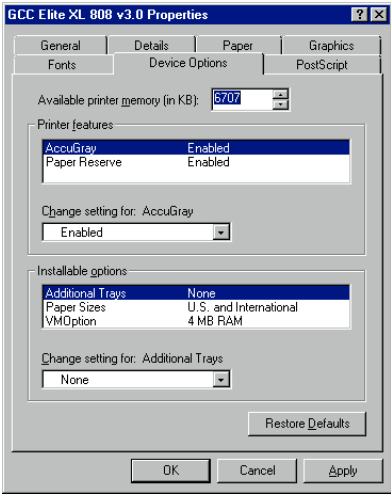 GCC Elite XL 808 v3.0 Properties
General Details Paper Graphics
Fonts Device Options PostScript
Available printer memory (in KB): 6707
Printer features
AccuGray Enabled
Paper Reserve Enabled
Change setting for: AccuGray
Enabled
Installable options
Additional Trays None
Paper Sizes U.S. and International
VMOption 4 MB RAM
Change setting for: Additional Trays
None
Restore Defaults
OK Cancel Apply